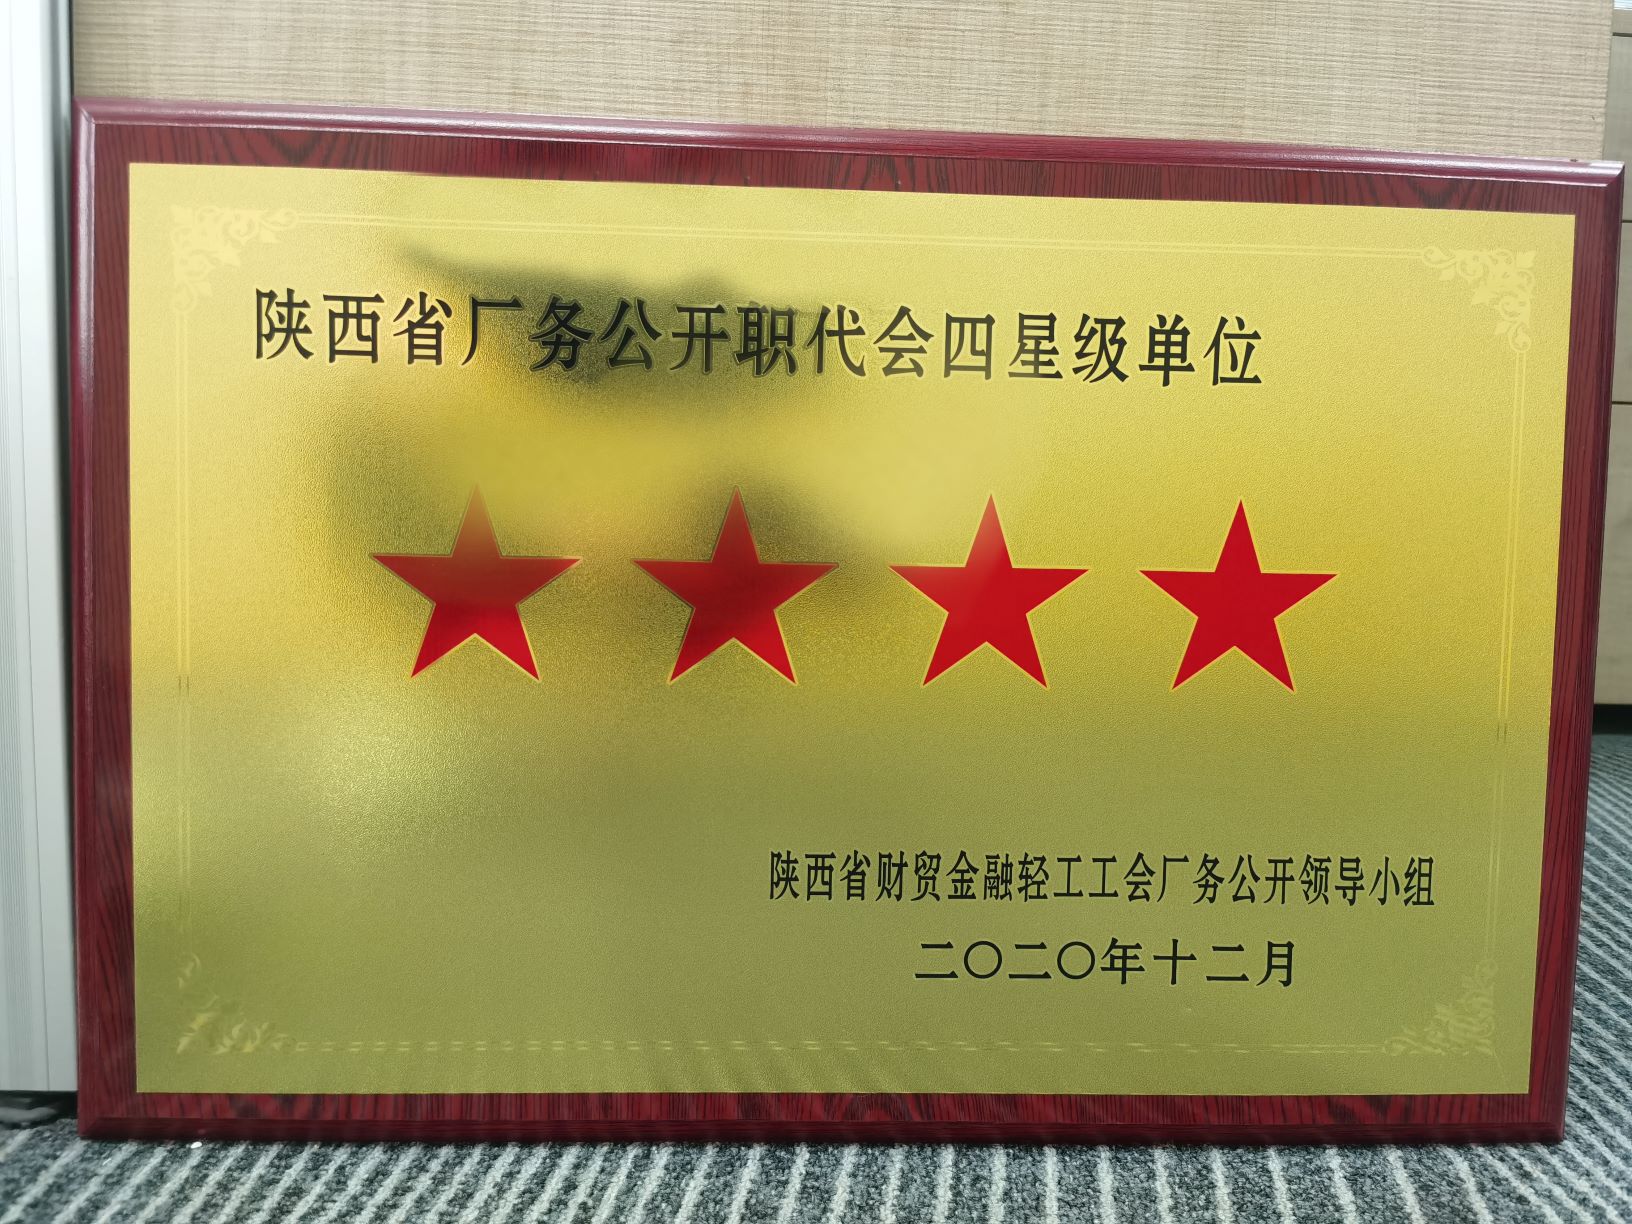 陕西省厂务公开职代会四星级单位
陕西省财贸金融轻工工会厂务公开领导小组
二〇二〇年十二月